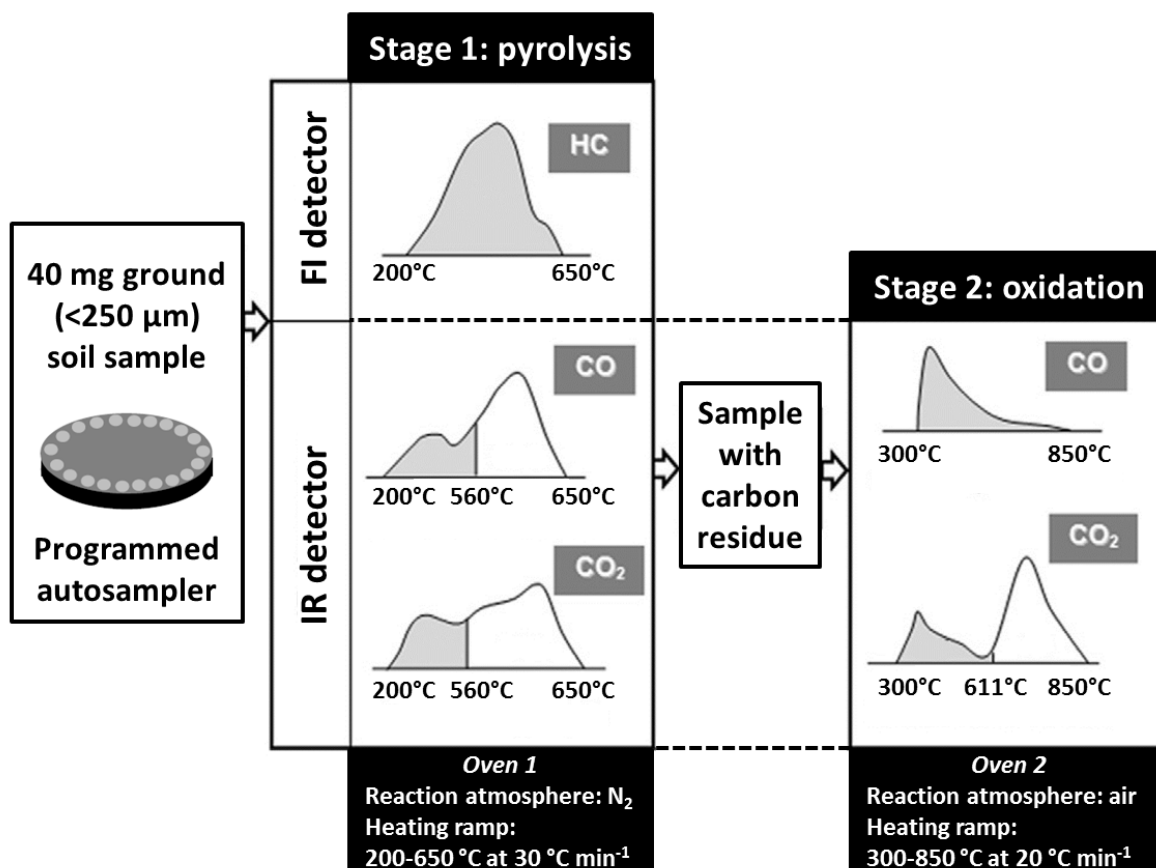 Stage 1: pyrolysis
FI detector
HC
200°C 650°C
40 mg ground
(<250 µm)
soil sample
Programmed
autosampler
IR detector
CO
200°C 560°C 650°C
CO₂
200°C 560°C 650°C
Oven 1
Reaction atmosphere: N₂
Heating ramp:
200-650 °C at 30 °C min⁻¹
Sample
with
carbon
residue
Stage 2: oxidation
CO
300°C 850°C
CO₂
300°C 611°C 850°C
Oven 2
Reaction atmosphere: air
Heating ramp:
300-850 °C at 20 °C min⁻¹